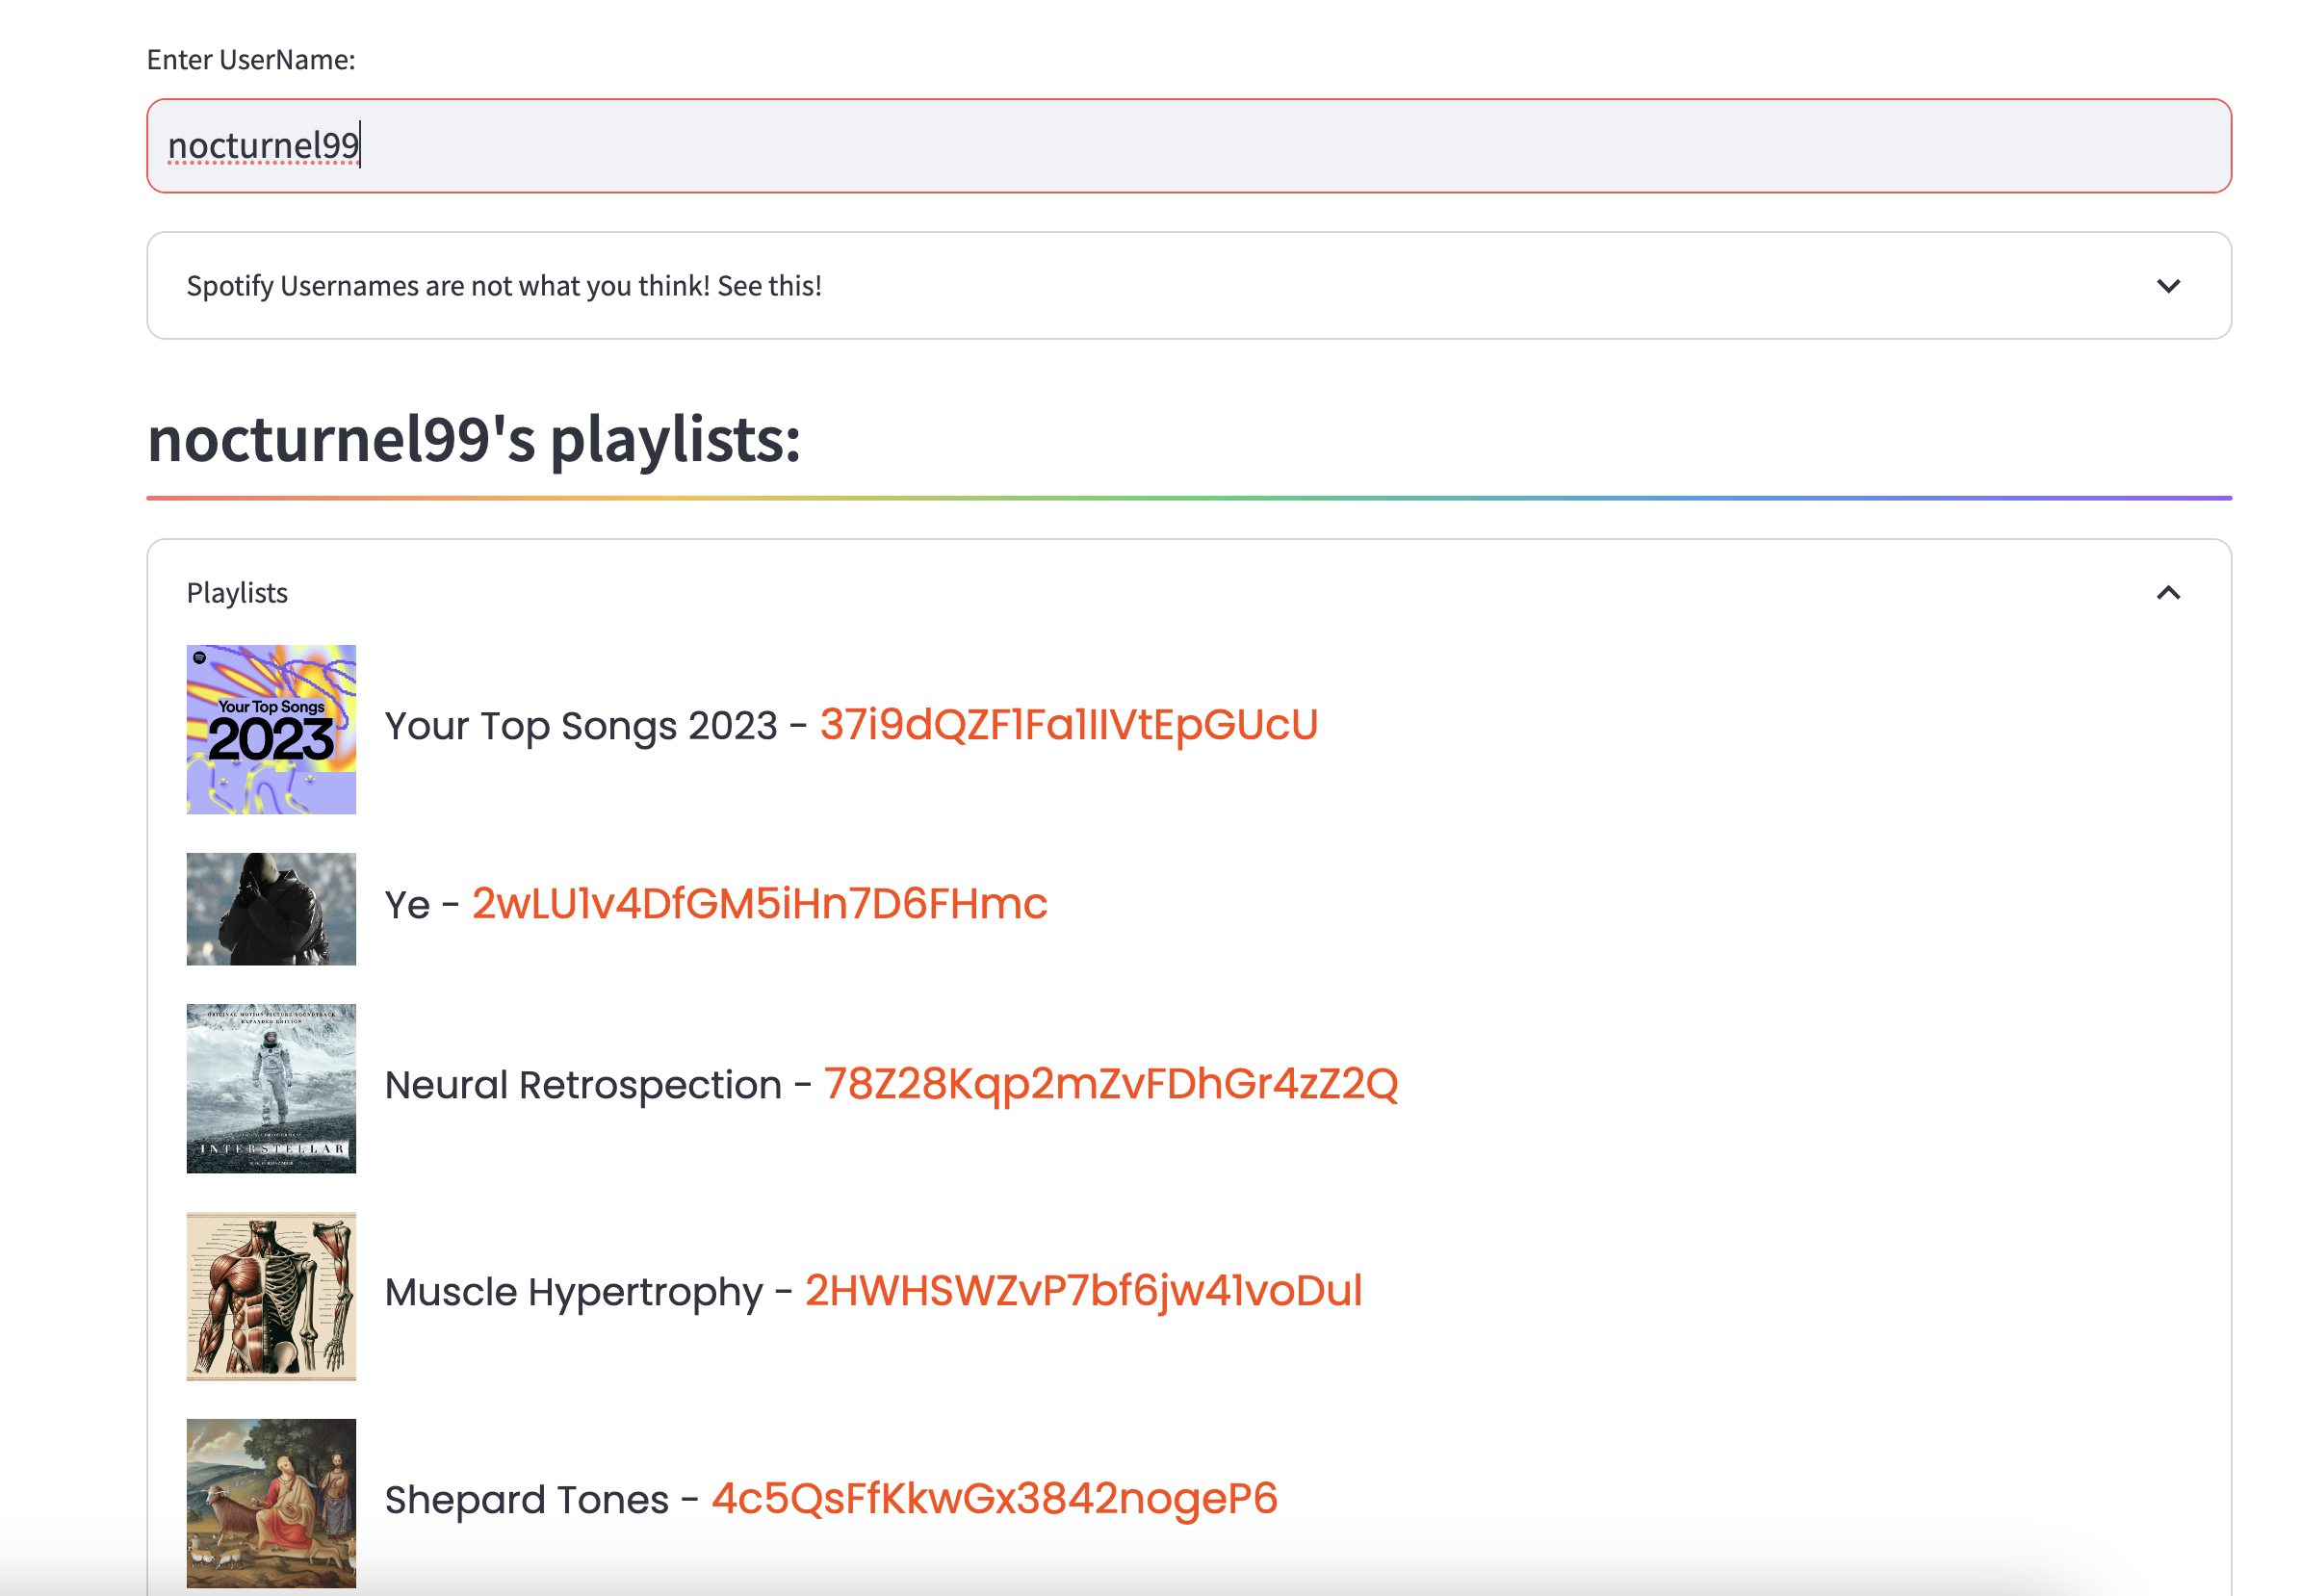 Enter UserName:
nocturnel99
Spotify Usernames are not what you think! See this!
nocturnel99's playlists:
Playlists
Your Top Songs
2023
Your Top Songs 2023 - 37i9dQZF1Fa1IIVtEpGUcU
Ye - 2wLU1v4DfGM5iHn7D6FHmc
ORIGINAL MOTION PICTURE SOUNDTRACK
EXPANDED EDITION
INTERSTELLAR
Neural Retrospection - 78Z28Kqp2mZvFDhGr4zZ2Q
Muscle Hypertrophy - 2HWHSWZvP7bf6jw41voDul
Shepard Tones - 4c5QsFfKkwGx3842nogeP6